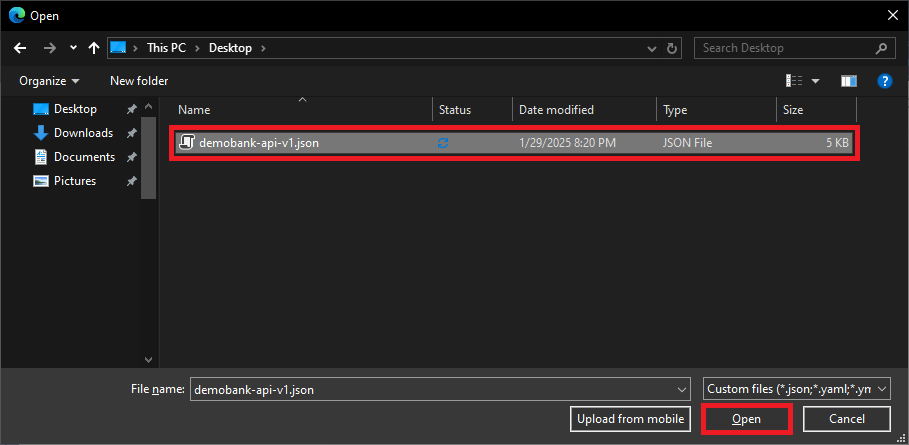 Open
This PC > Desktop >
Search Desktop
Organize
New folder
Name Status Date modified Type Size
Desktop
Downloads
Documents
Pictures
demobank-api-v1.json 1/29/2025 8:20 PM JSON File 5 KB
File name: demobank-api-v1.json
Custom files (*.json;*.yaml;*.ym
Upload from mobile
Open
Cancel